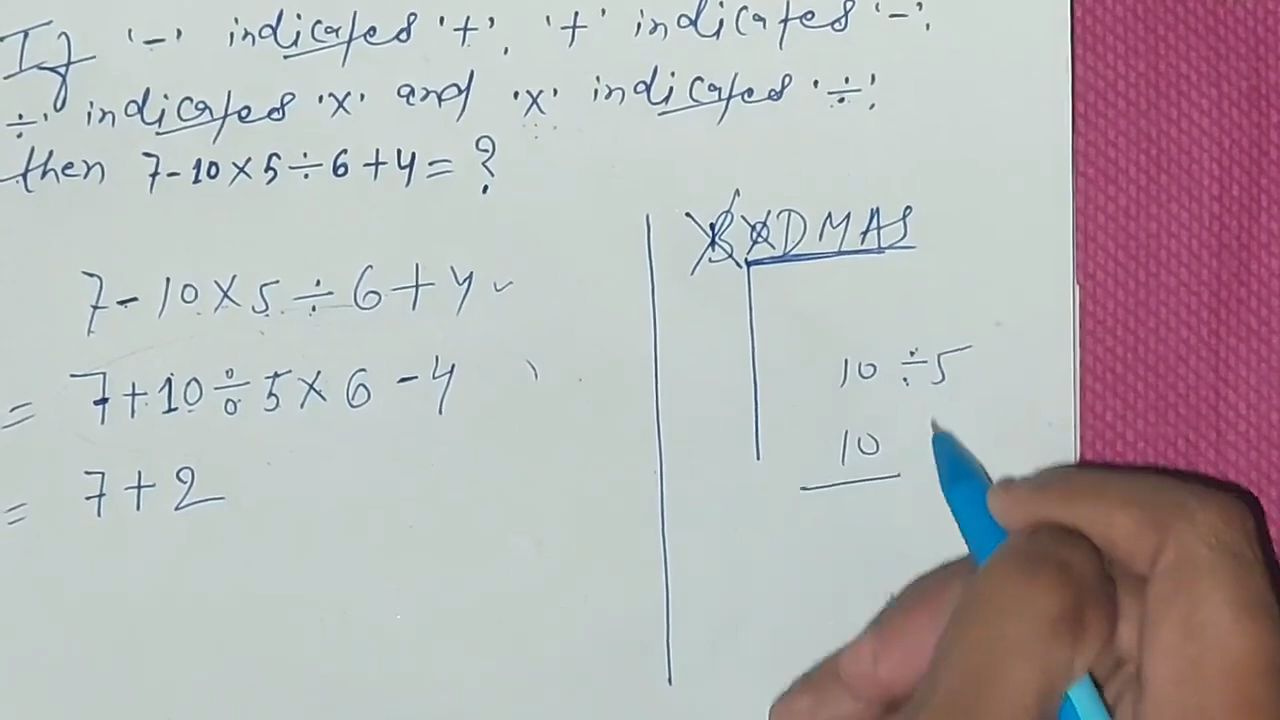 If '-' indicates '+', '+' indicates '-'.
'÷' indicates 'x' and 'x' indicates '÷'
then 7-10×5÷6+4=?
7-10×5÷6+4
= 7+10÷5×6-4
= 7+2
BODMAS
10÷5
10